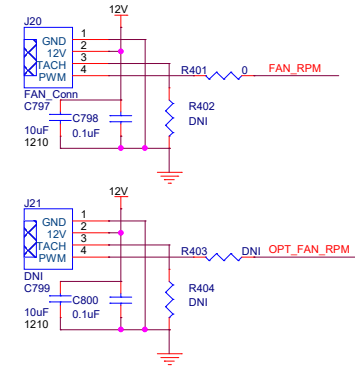 12V
J20
GND 1
12V 2
TACH 3
PWM 4
R401 0 FAN_RPM
FAN_Conn
C797
C798
R402
DNI
10uF
0.1uF
1210
12V
J21
GND 1
12V 2
TACH 3
PWM 4
R403 DNI OPT_FAN_RPM
DNI
C799
C800
R404
DNI
10uF
0.1uF
1210